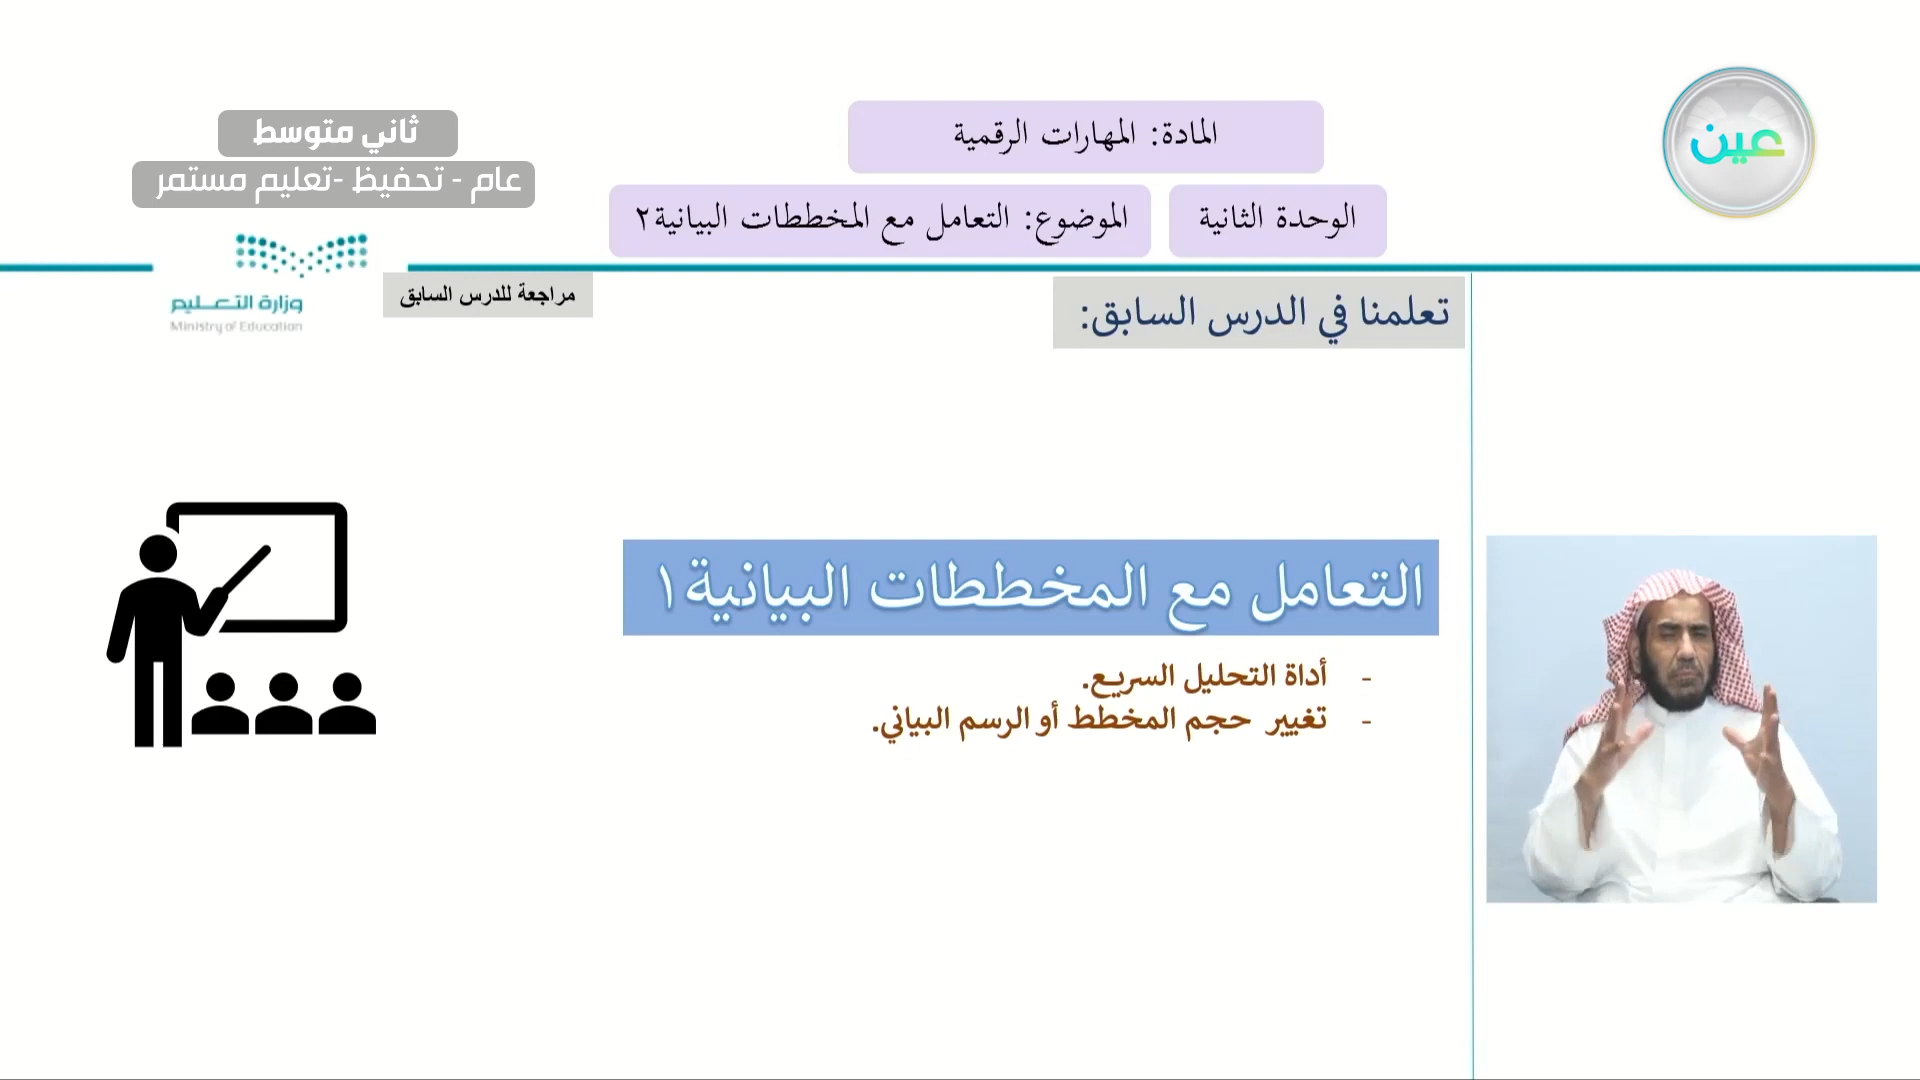 عين
المادة: المهارات الرقمية
ثاني متوسط
عام - تحفيظ -تعليم مستمر
الوحدة الثانية
الموضوع: التعامل مع المخططات البيانية٢
وزارة التعليم
Ministry of Education
مراجعة للدرس السابق
تعلمنا في الدرس السابق:
التعامل مع المخططات البيانية١
- أداة التحليل السريع.
- تغيير حجم المخطط أو الرسم البياني.